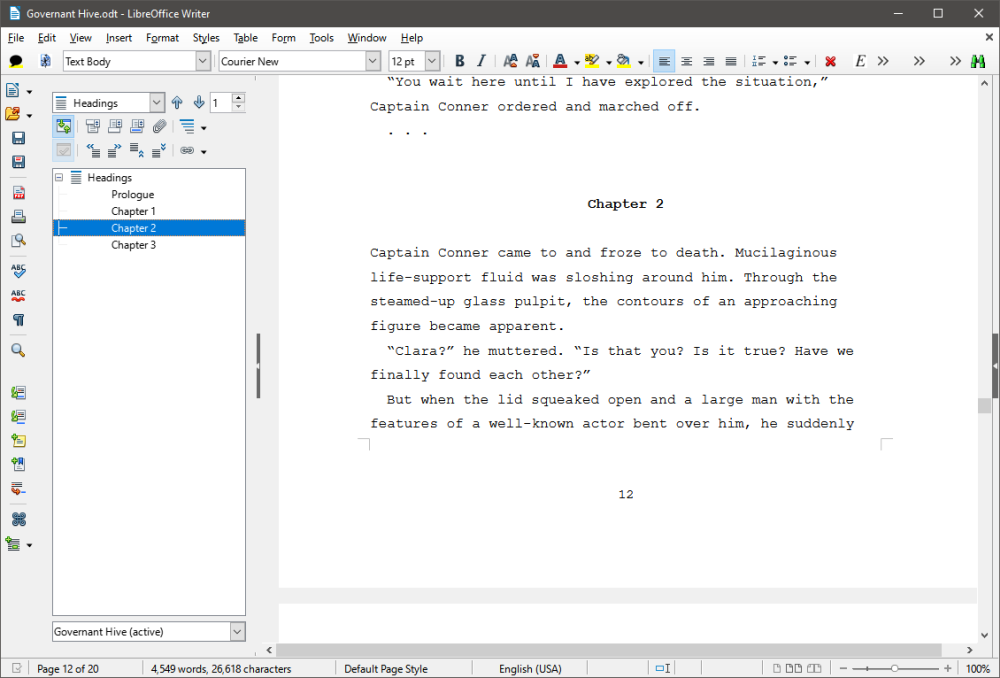 Governant Hive.odt - LibreOffice Writer
File Edit View Insert Format Styles Table Form Tools Window Help
Text Body Courier New 12 pt B I A E
Headings 1
Headings
Prologue
Chapter 1
Chapter 2
Chapter 3
ABC
ABC
Governant Hive (active)
“You wait here until I have explored the situation,”
Captain Conner ordered and marched off.
. . .
Chapter 2
Captain Conner came to and froze to death. Mucilaginous
life-support fluid was sloshing around him. Through the
steamed-up glass pulpit, the contours of an approaching
figure became apparent.
“Clara?” he muttered. “Is that you? Is it true? Have we
finally found each other?”
But when the lid squeaked open and a large man with the
features of a well-known actor bent over him, he suddenly
12
Page 12 of 20 4,549 words, 26,618 characters Default Page Style English (USA) 100%